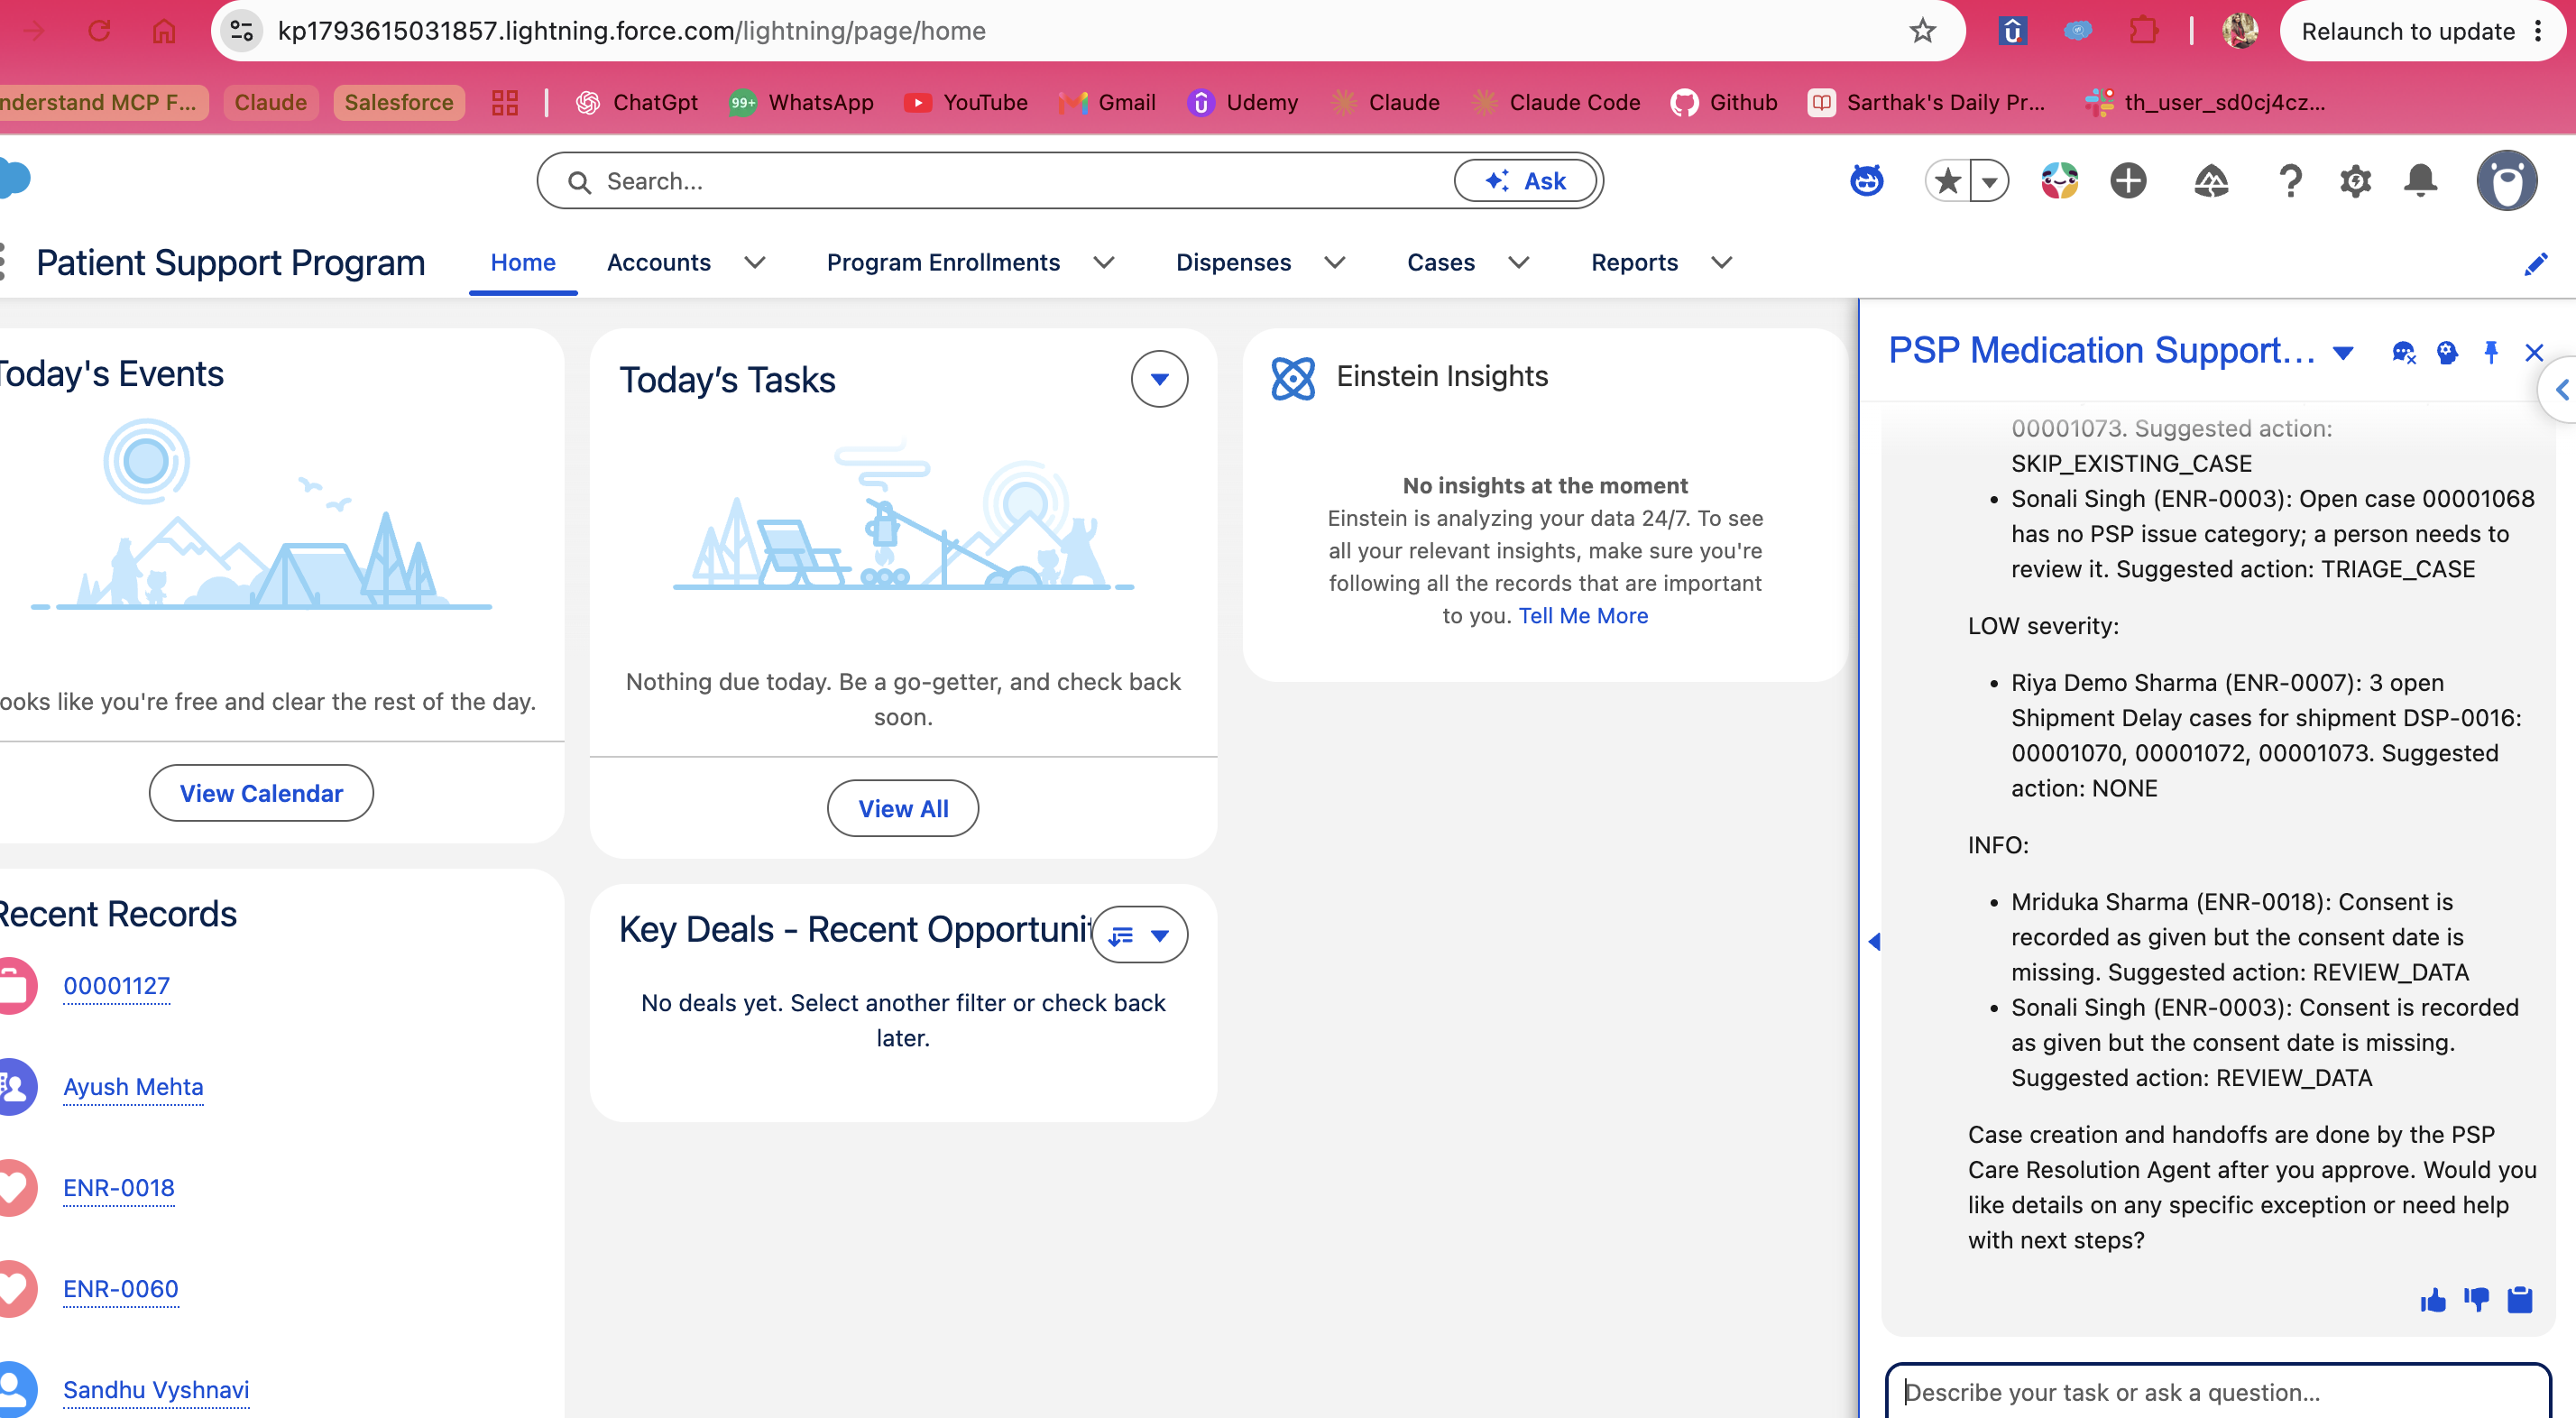 kp1793615031857.lightning.force.com/lightning/page/home
Relaunch to update
nderstand MCP F...
Claude
Salesforce
ChatGpt
99+
WhatsApp
YouTube
Gmail
Udemy
Claude
Claude Code
Github
Sarthak's Daily Pr...
th_user_sd0cj4cz...
Search...
Ask
Patient Support Program
Home
Accounts
Program Enrollments
Dispenses
Cases
Reports
Today's Events
ooks like you're free and clear the rest of the day.
View Calendar
Recent Records
00001127
Ayush Mehta
ENR-0018
ENR-0060
Sandhu Vyshnavi
Today's Tasks
Nothing due today. Be a go-getter, and check back
soon.
View All
Key Deals - Recent Opportunit
No deals yet. Select another filter or check back
later.
Einstein Insights
No insights at the moment
Einstein is analyzing your data 24/7. To see
all your relevant insights, make sure you're
following all the records that are important
to you. Tell Me More
PSP Medication Support...
00001073. Suggested action:
SKIP_EXISTING_CASE
• Sonali Singh (ENR-0003): Open case 00001068
has no PSP issue category; a person needs to
review it. Suggested action: TRIAGE_CASE
LOW severity:
• Riya Demo Sharma (ENR-0007): 3 open
Shipment Delay cases for shipment DSP-0016:
00001070, 00001072, 00001073. Suggested
action: NONE
INFO:
• Mriduka Sharma (ENR-0018): Consent is
recorded as given but the consent date is
missing. Suggested action: REVIEW_DATA
• Sonali Singh (ENR-0003): Consent is recorded
as given but the consent date is missing.
Suggested action: REVIEW_DATA
Case creation and handoffs are done by the PSP
Care Resolution Agent after you approve. Would you
like details on any specific exception or need help
with next steps?
Describe your task or ask a question...